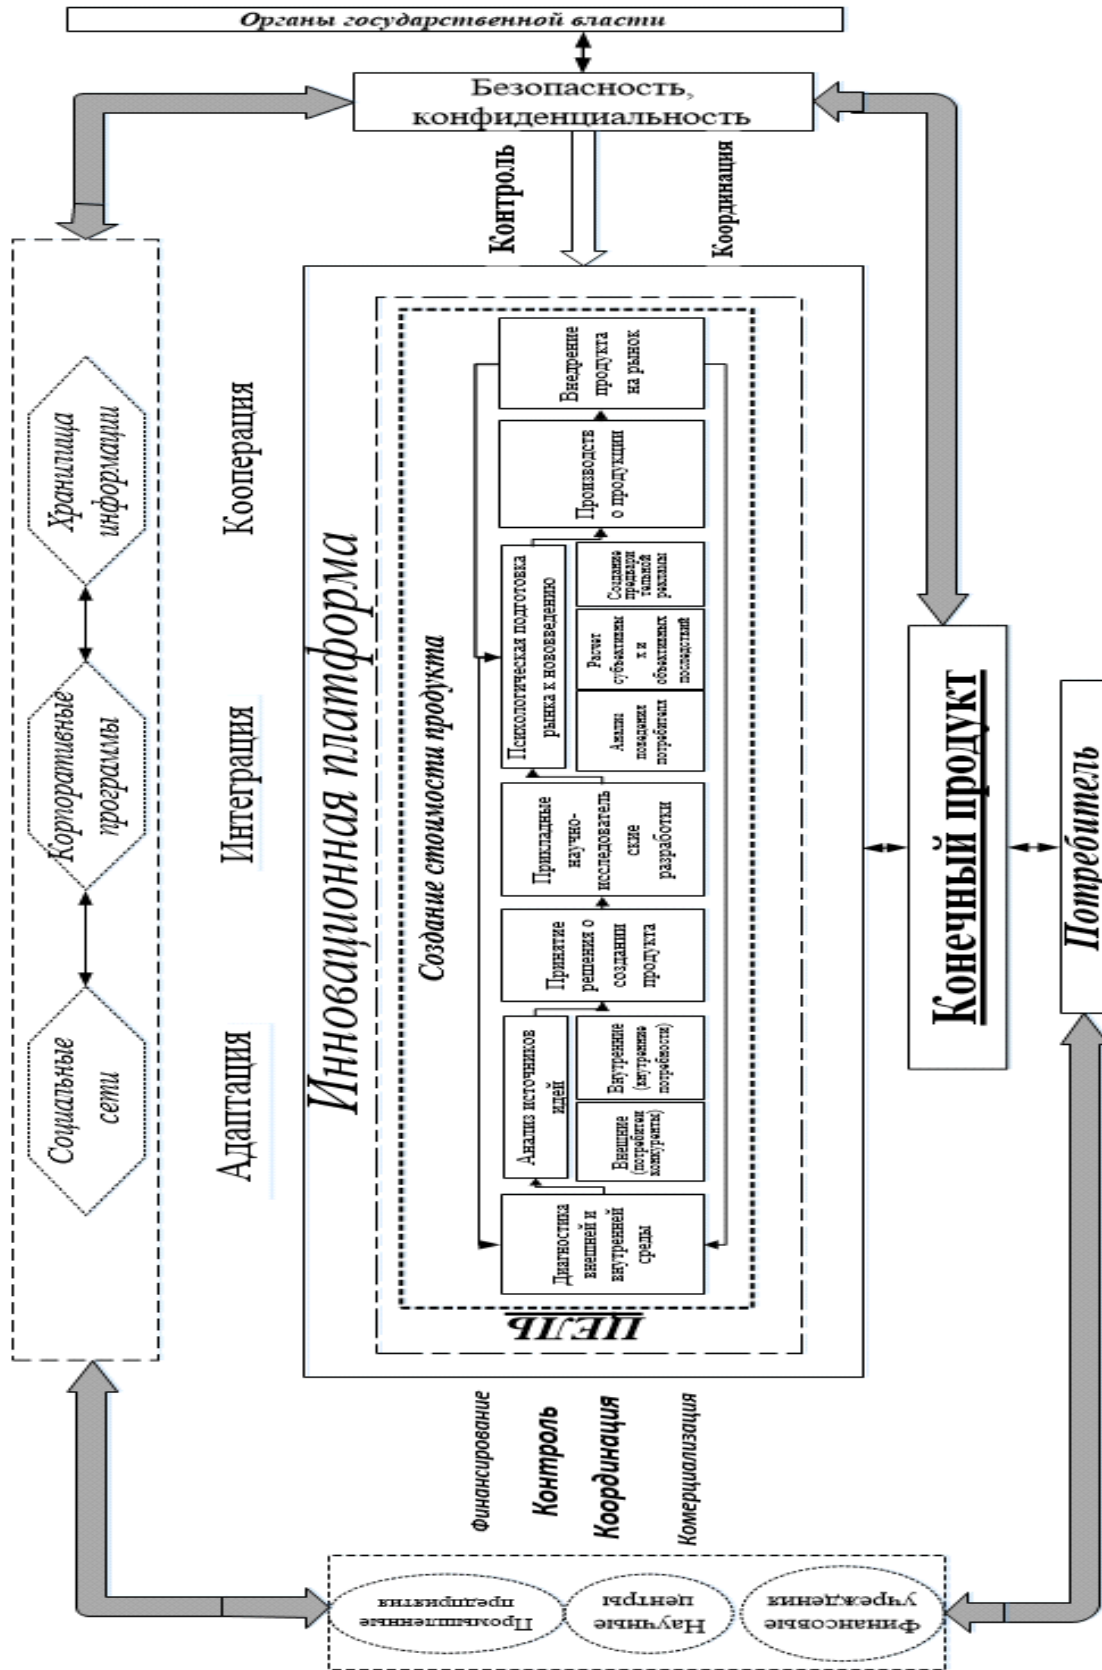 Органы государственной власти
Безопасность,
конфиденциальность
Контроль
Координация
Социальные
сети
Корпоративные
программы
Хранилища
информации
Адаптация
Интеграция
Кооперация
Инновационная платформа
Создание стоимости продукта
ЦЕЛЬ
Диагностика
внешней и
внутренней
среды
Анализ источников
идей
Внешние
(потребители
конкуренты)
Внутренние
(внутренние
потребности)
Принятие
решения о
создании
продукта
Прикладные
научно-
исследователь
ские
разработки
Психологическая подготовка
рынка к нововведению
Анализ
поведения
потребителя
Расчет
субъективны
х и
объективных
последствий
Создание
предвари
тельной
рекламы
Производств
о продукции
Внедрение
продукта
на рынок
Финансирование
Контроль
Координация
Комерциализация
Промышленные
предприятия
Научные
центры
Финансовые
учреждения
Конечный продукт
Потребитель